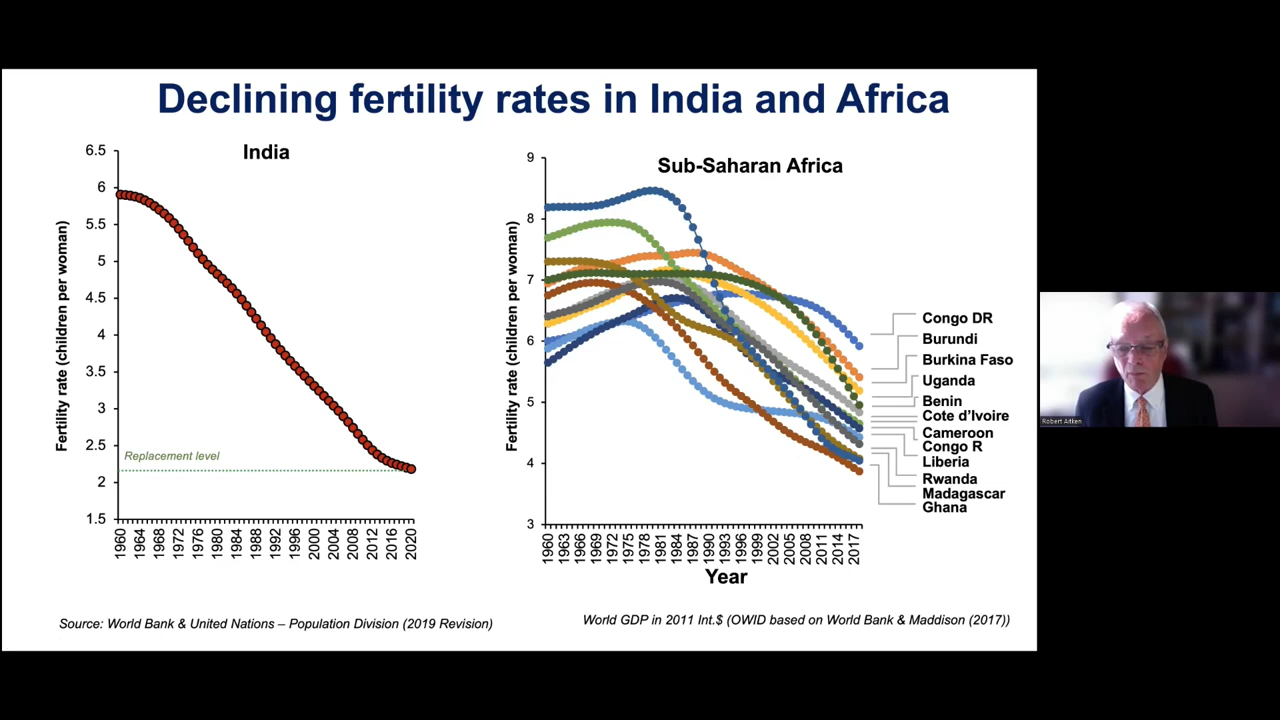 Declining fertility rates in India and Africa
India
Fertility rate (children per woman)
6.5
6
5.5
5
4.5
4
3.5
3
2.5
2
1.5
Replacement level
1960
1964
1968
1972
1976
1980
1984
1988
1992
1996
2000
2004
2008
2012
2016
2020
Source: World Bank & United Nations – Population Division (2019 Revision)
Sub-Saharan Africa
Fertility rate (children per woman)
9
8
7
6
5
4
3
1960
1963
1966
1969
1972
1975
1978
1981
1984
1987
1990
1993
1996
1999
2002
2005
2008
2011
2014
2017
Year
Congo DR
Burundi
Burkina Faso
Uganda
Benin
Cote d'Ivoire
Cameroon
Congo R
Liberia
Rwanda
Madagascar
Ghana
World GDP in 2011 Int.$ (OWID based on World Bank & Maddison (2017))
Robert Aitken